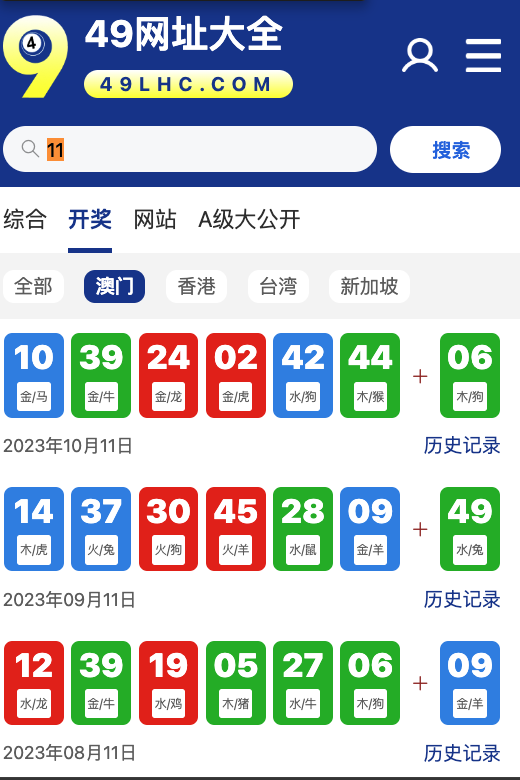 4
49网址大全
49LHC.COM
11
搜索
综合 开奖 网站 A级大公开
全部 澳门 香港 台湾 新加坡
10 39 24 02 42 44 + 06
金/马 金/牛 金/龙 金/虎 水/狗 木/猴 木/狗
2023年10月11日 历史记录
14 37 30 45 28 09 + 49
木/虎 火/兔 火/狗 火/羊 水/鼠 金/羊 水/兔
2023年09月11日 历史记录
12 39 19 05 27 06 + 09
水/龙 金/牛 水/鸡 木/猪 水/牛 木/狗 金/羊
2023年08月11日 历史记录